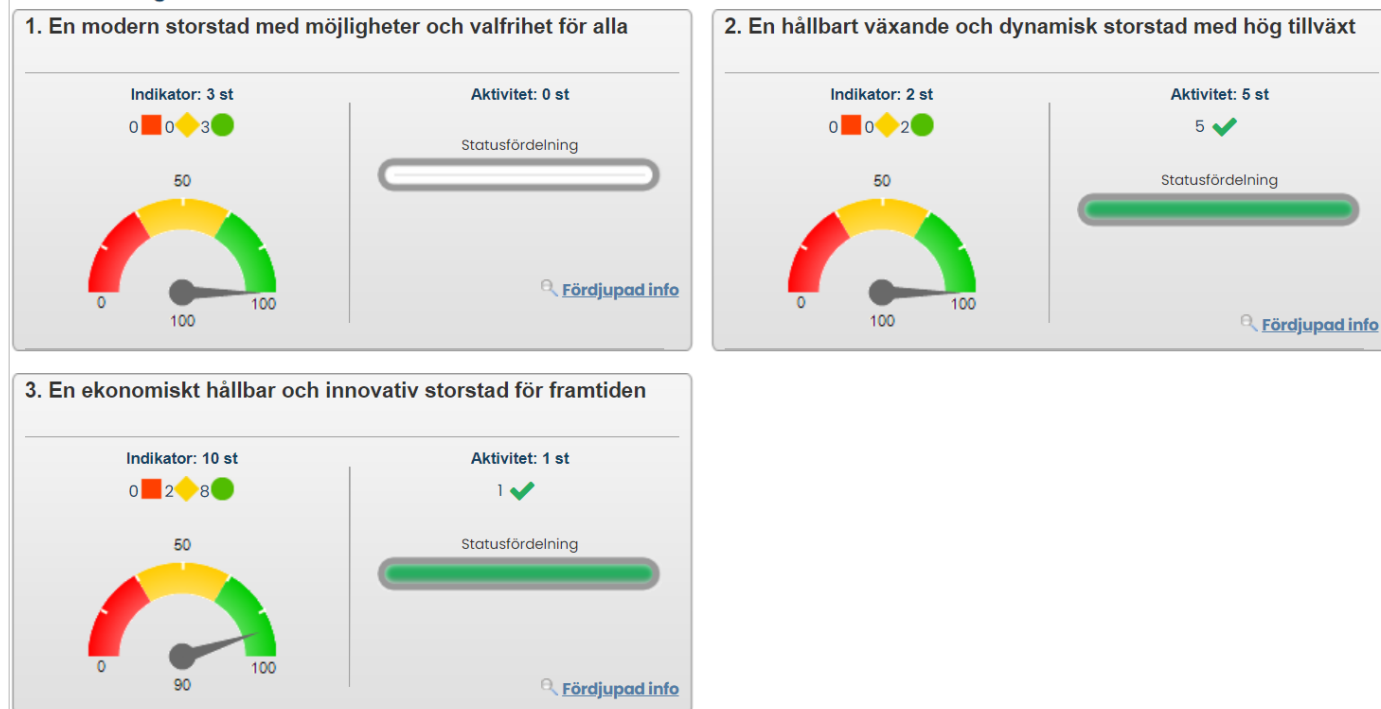 1. En modern storstad med möjligheter och valfrihet för alla
Indikator: 3 st
0 0 3
50
0
100
100
Aktivitet: 0 st
Statusfördelning
Fördjupad info
2. En hållbart växande och dynamisk storstad med hög tillväxt
Indikator: 2 st
0 0 2
50
0
100
100
Aktivitet: 5 st
5
Statusfördelning
Fördjupad info
3. En ekonomiskt hållbar och innovativ storstad för framtiden
Indikator: 10 st
0 2 8
50
0
100
90
Aktivitet: 1 st
1
Statusfördelning
Fördjupad info